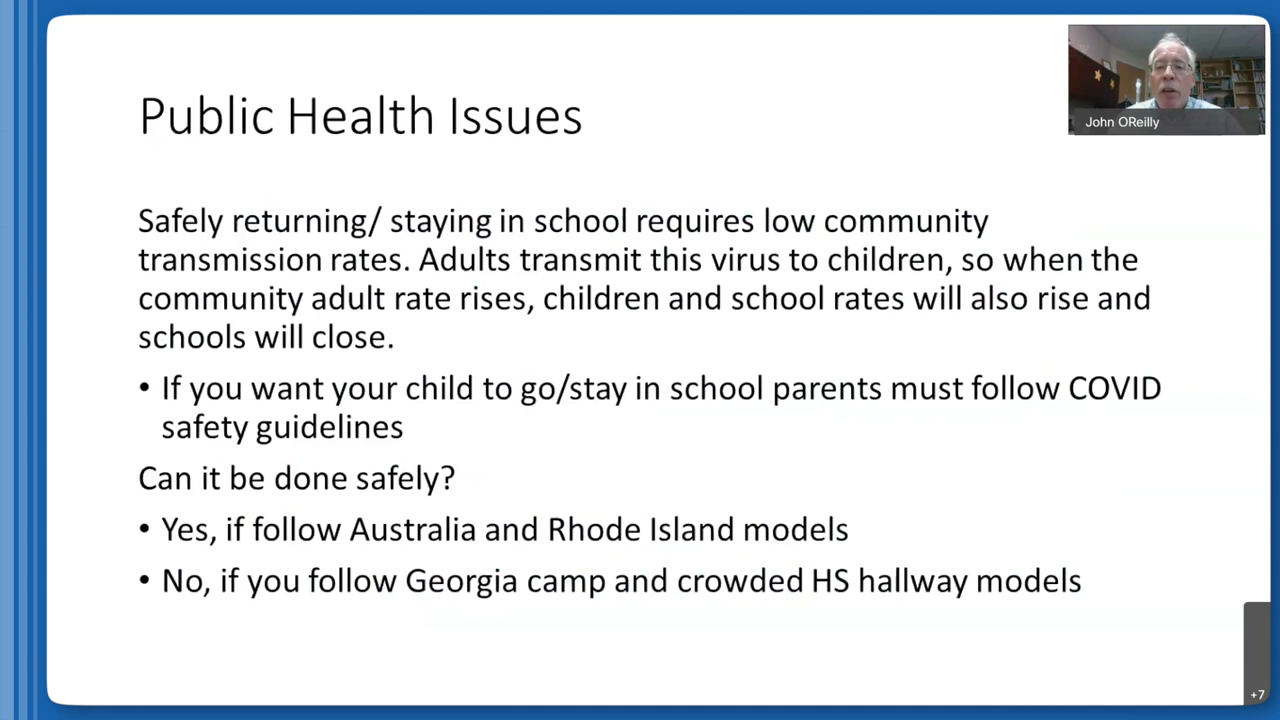 John OReilly
Public Health Issues
Safely returning/ staying in school requires low community
transmission rates. Adults transmit this virus to children, so when the
community adult rate rises, children and school rates will also rise and
schools will close.
• If you want your child to go/stay in school parents must follow COVID
safety guidelines
Can it be done safely?
• Yes, if follow Australia and Rhode Island models
• No, if you follow Georgia camp and crowded HS hallway models
+7